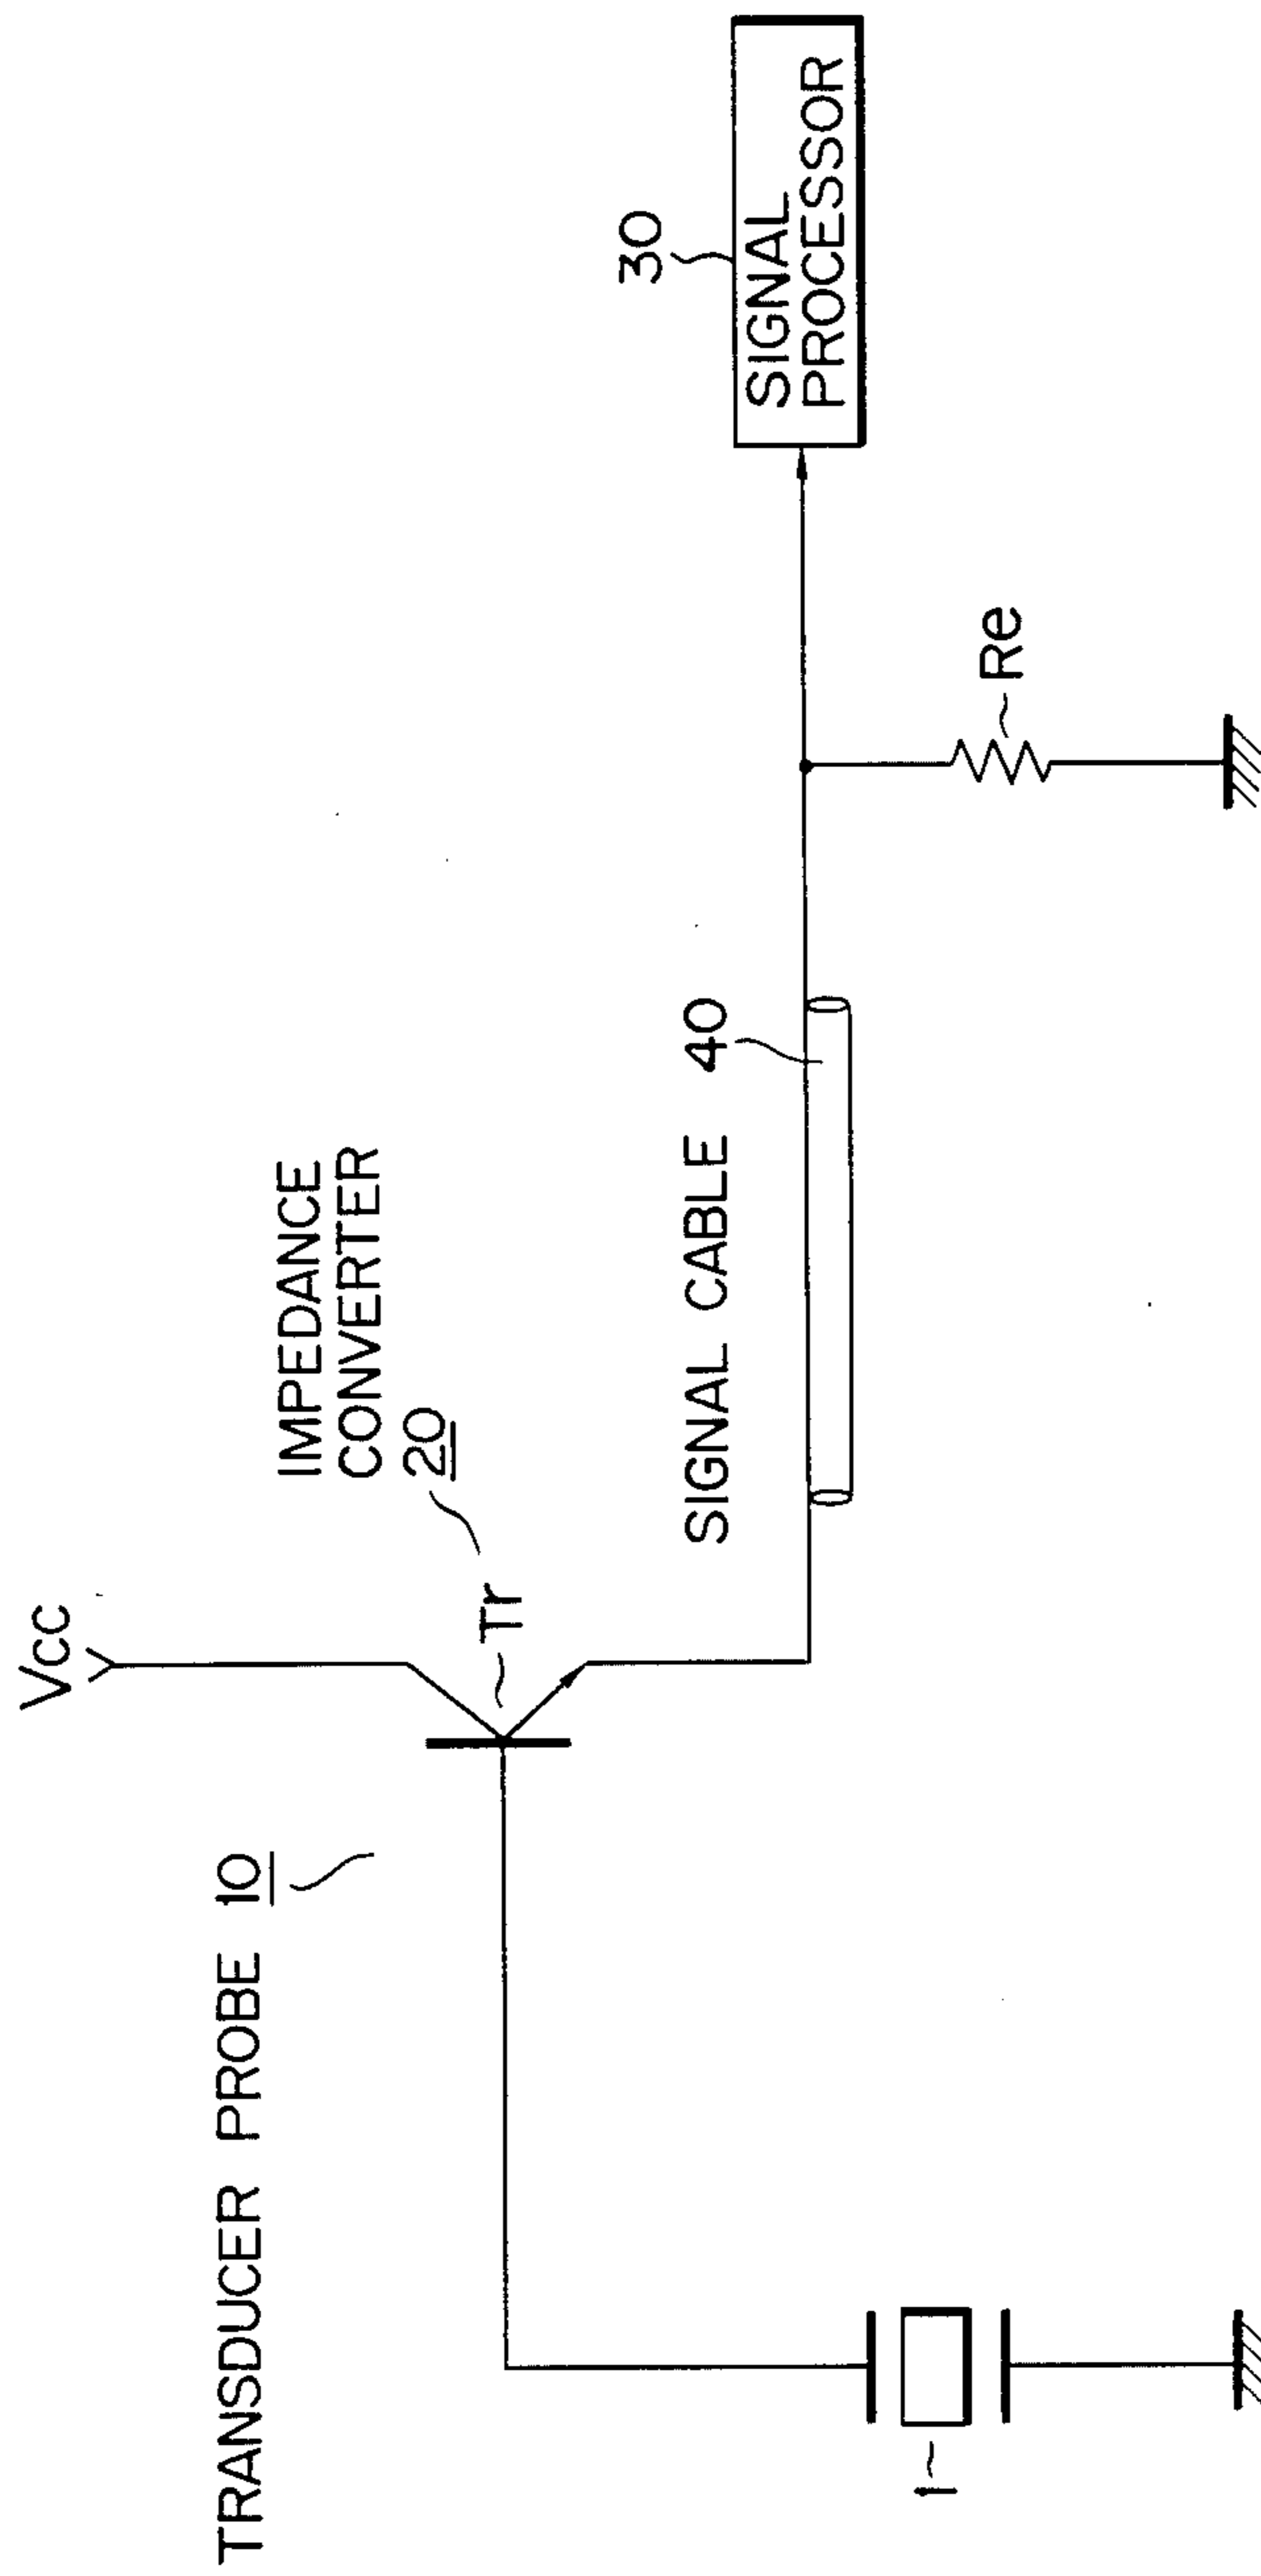 Vcc
TRANSDUCER PROBE 10
IMPEDANCE
CONVERTER
20
Tr
SIGNAL CABLE 40
30
SIGNAL
PROCESSOR
Re
1